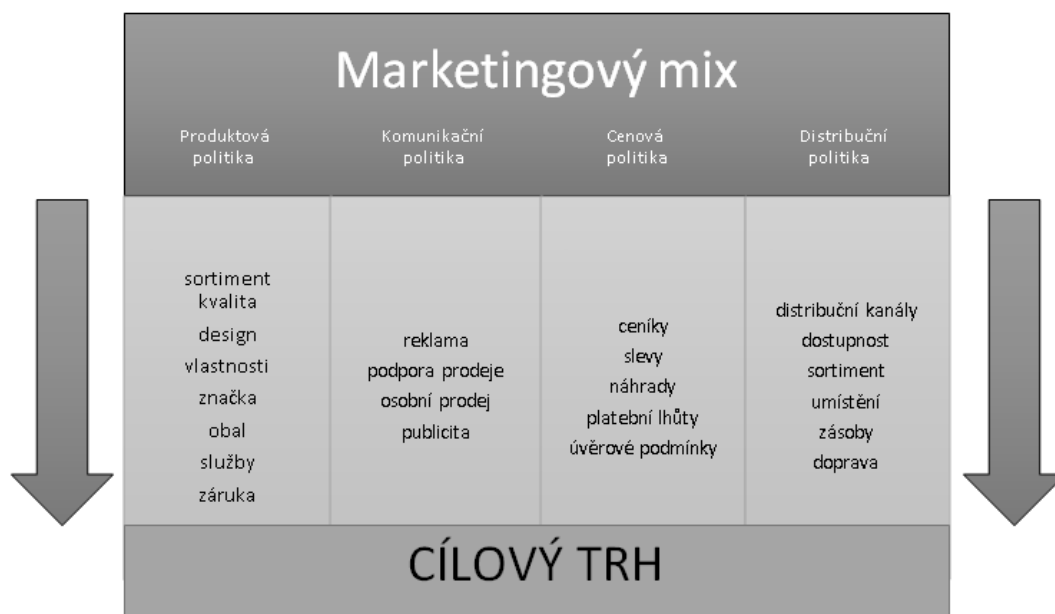 Marketingový mix
Produktová
politika
Komunikační
politika
Cenová
politika
Distribuční
politika
sortiment
kvalita
design
vlastnosti
značka
obal
služby
záruka
reklama
podpora prodeje
osobní prodej
publicita
ceníky
slevy
náhrady
platební lhůty
úvěrové podmínky
distribuční kanály
dostupnost
sortiment
umístění
zásoby
doprava
CÍLOVÝ TRH